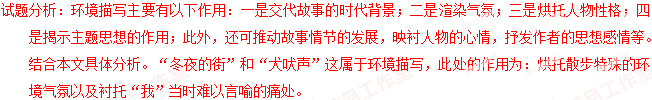 试题分析：环境描写主要有以下作用：一是交代故事的时代背景；二是渲染气氛；三是烘托人物性格；四
是揭示主题思想的作用；此外，还可推动故事情节的发展，映衬人物的心情，抒发作者的思想感情等。
结合本文具体分析。“冬夜的街”和“犬吠声”这属于环境描写，此处的作用为：烘托散步特殊的环
境气氛以及衬托“我”当时难以言喻的痛处。